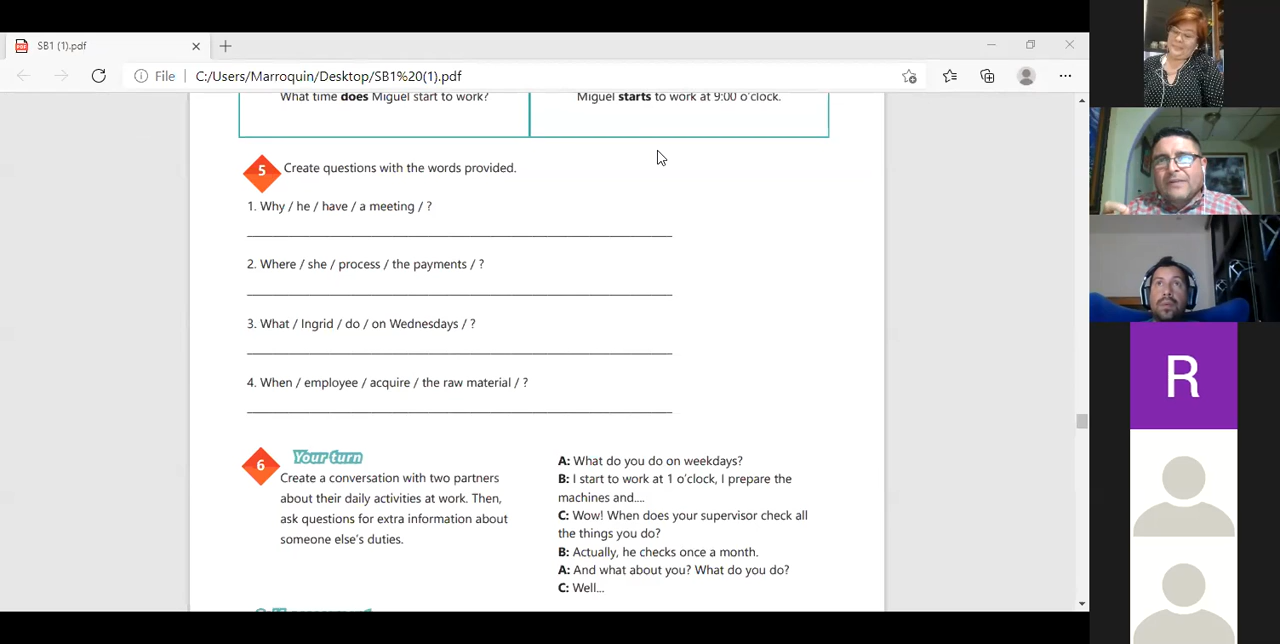 SB1 (1).pdf
File
C:/Users/Marroquin/Desktop/SB1%20(1).pdf
What time does Miguel start to work?
Miguel starts to work at 9:00 o'clock.
5
Create questions with the words provided.
1. Why / he / have / a meeting / ?
2. Where / she / process / the payments / ?
3. What / Ingrid / do / on Wednesdays / ?
4. When / employee / acquire / the raw material / ?
6
Your turn
Create a conversation with two partners
about their daily activities at work. Then,
ask questions for extra information about
someone else's duties.
A: What do you do on weekdays?
B: I start to work at 1 o'clock, I prepare the
machines and....
C: Wow! When does your supervisor check all
the things you do?
B: Actually, he checks once a month.
A: And what about you? What do you do?
C: Well...
R